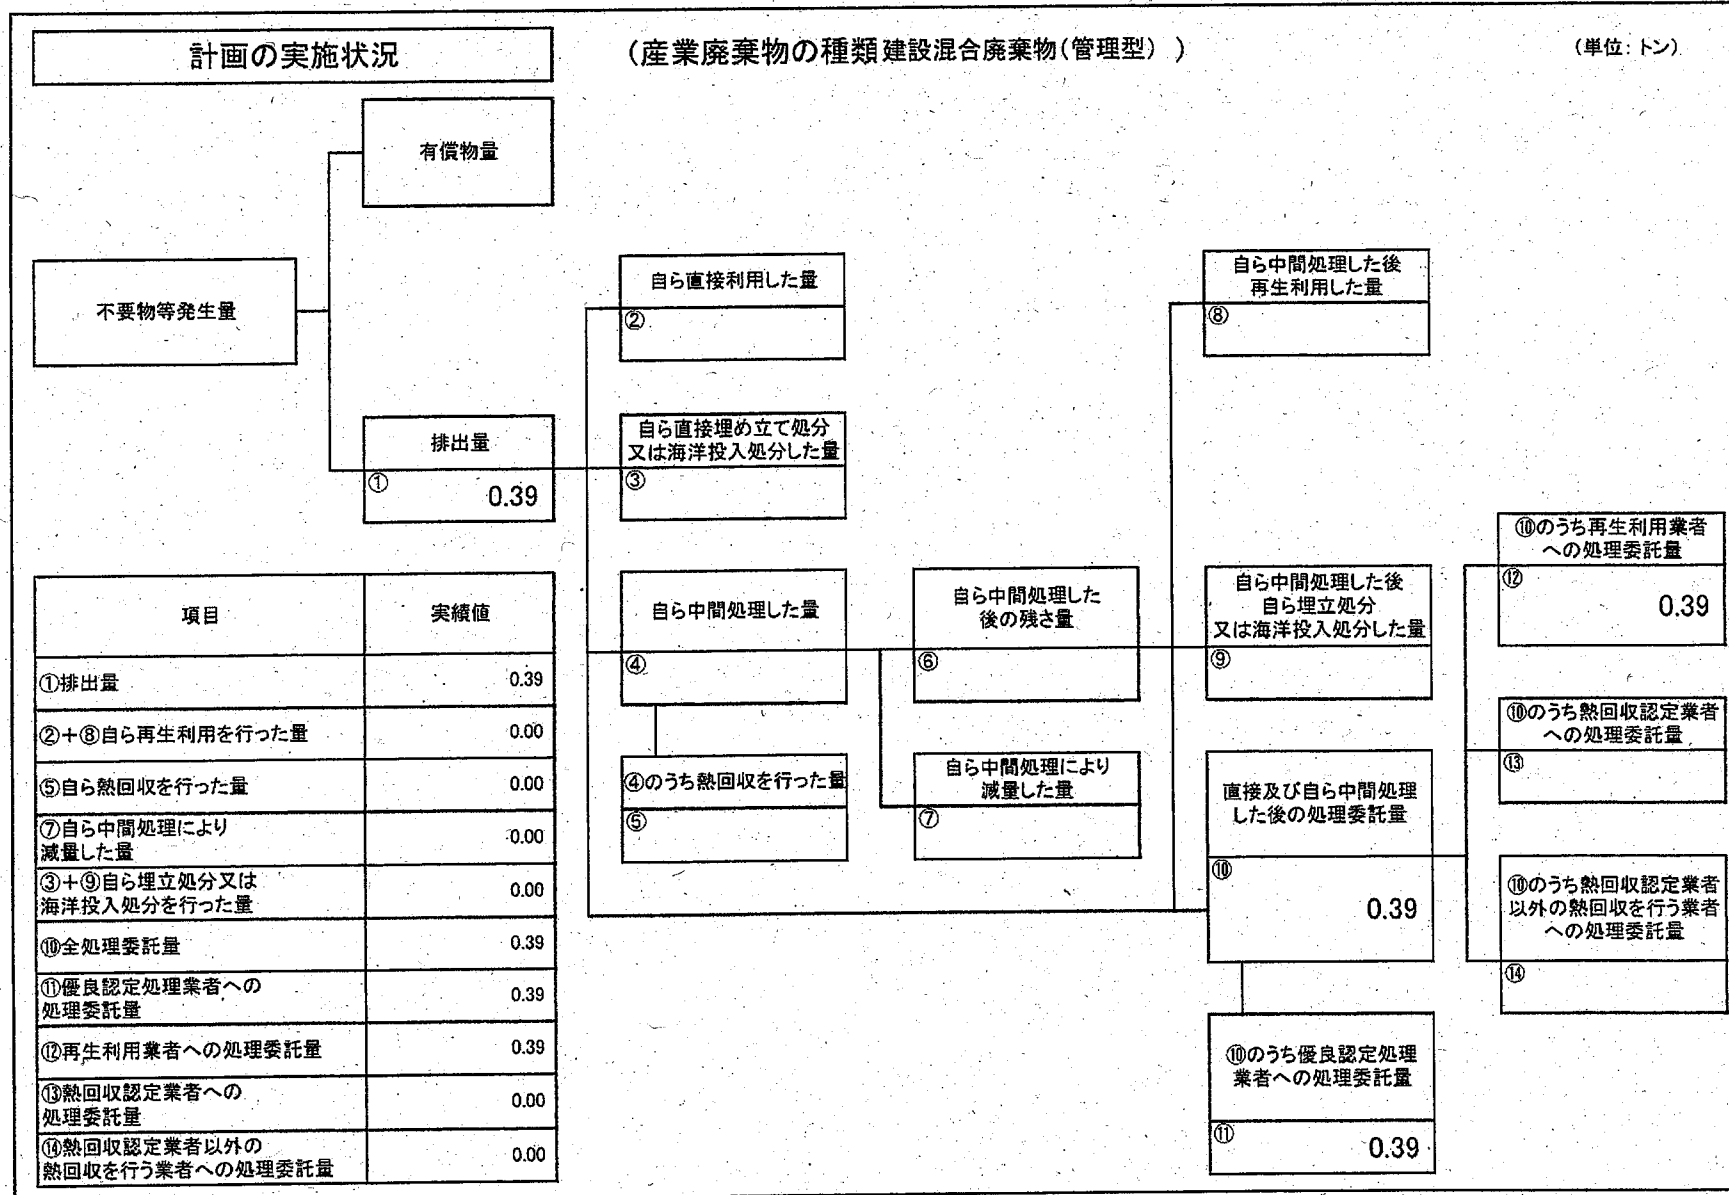 計画の実施状況
(産業廃棄物の種類建設混合廃棄物(管理型) )
(単位:トン)
有償物量
不要物等発生量
排出量
①
0.39
自ら直接利用した量
②
自ら直接埋め立て処分
又は海洋投入処分した量
③
自ら中間処理した量
④
④のうち熱回収を行った量
⑤
自ら中間処理した
後の残さ量
⑥
自ら中間処理により
減量した量
⑦
自ら中間処理した後
再生利用した量
⑧
自ら中間処理した後
自ら埋立処分
又は海洋投入処分した量
⑨
直接及び自ら中間処理
した後の処理委託量
⑩
0.39
⑩のうち優良認定処理
業者への処理委託量
⑪
0.39
⑩のうち再生利用業者
への処理委託量
⑫
0.39
⑩のうち熱回収認定業者
への処理委託量
⑬
⑩のうち熱回収認定業者
以外の熱回収を行う業者
への処理委託量
⑭
項目 実績値
①排出量 0.39
②+⑧自ら再生利用を行った量 0.00
⑤自ら熱回収を行った量 0.00
⑦自ら中間処理により
減量した量 0.00
③+⑨自ら埋立処分又は
海洋投入処分を行った量 0.00
⑩全処理委託量 0.39
⑪優良認定処理業者への
処理委託量 0.39
⑫再生利用業者への処理委託量 0.39
⑬熱回収認定業者への
処理委託量 0.00
⑭熱回収認定業者以外の
熱回収を行う業者への処理委託量 0.00